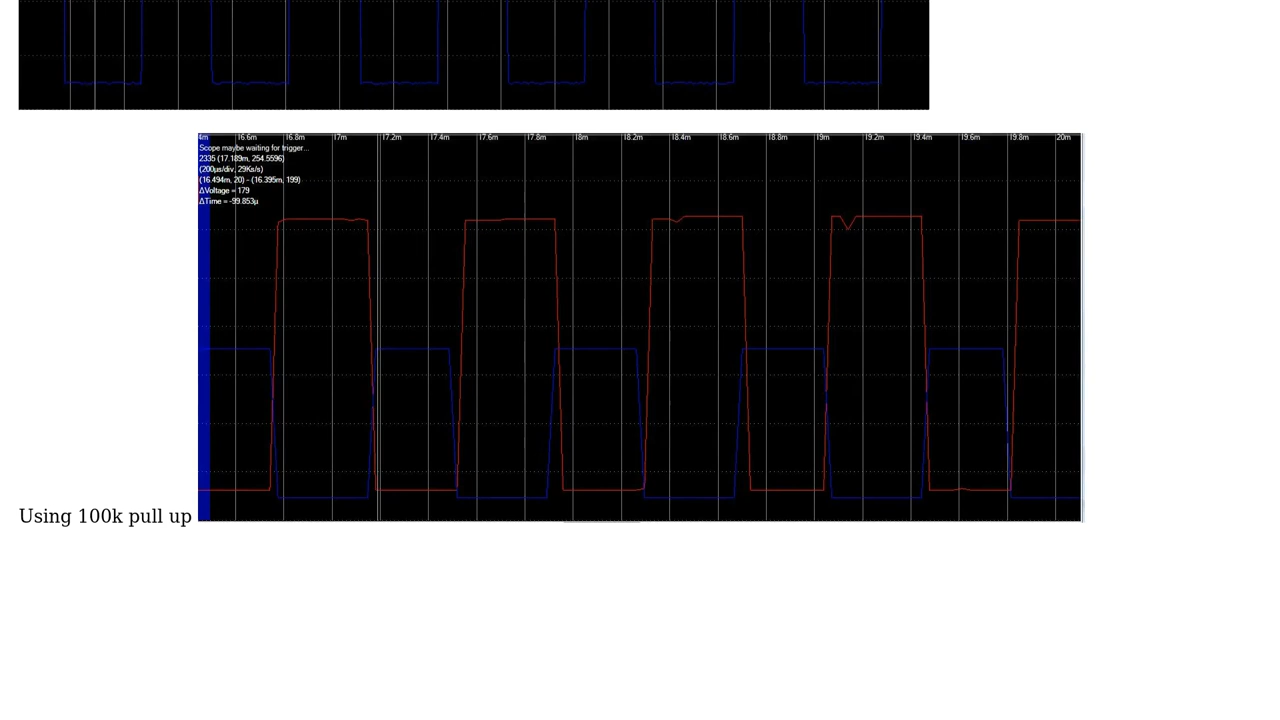 4m 16.6m 16.8m 17m 17.2m 17.4m 17.6m 17.8m 18m 18.2m 18.4m 18.6m 18.8m 19m 19.2m 19.4m 19.6m 19.8m 20m
Scope maybe waiting for trigger...
2335 (17.189m, 254.5596)
(200µs/div, 29Ks/s)
(16.494m, 20) - (16.395m, 199)
ΔVoltage = 179
ΔTime = -99.853µ
Using 100k pull up